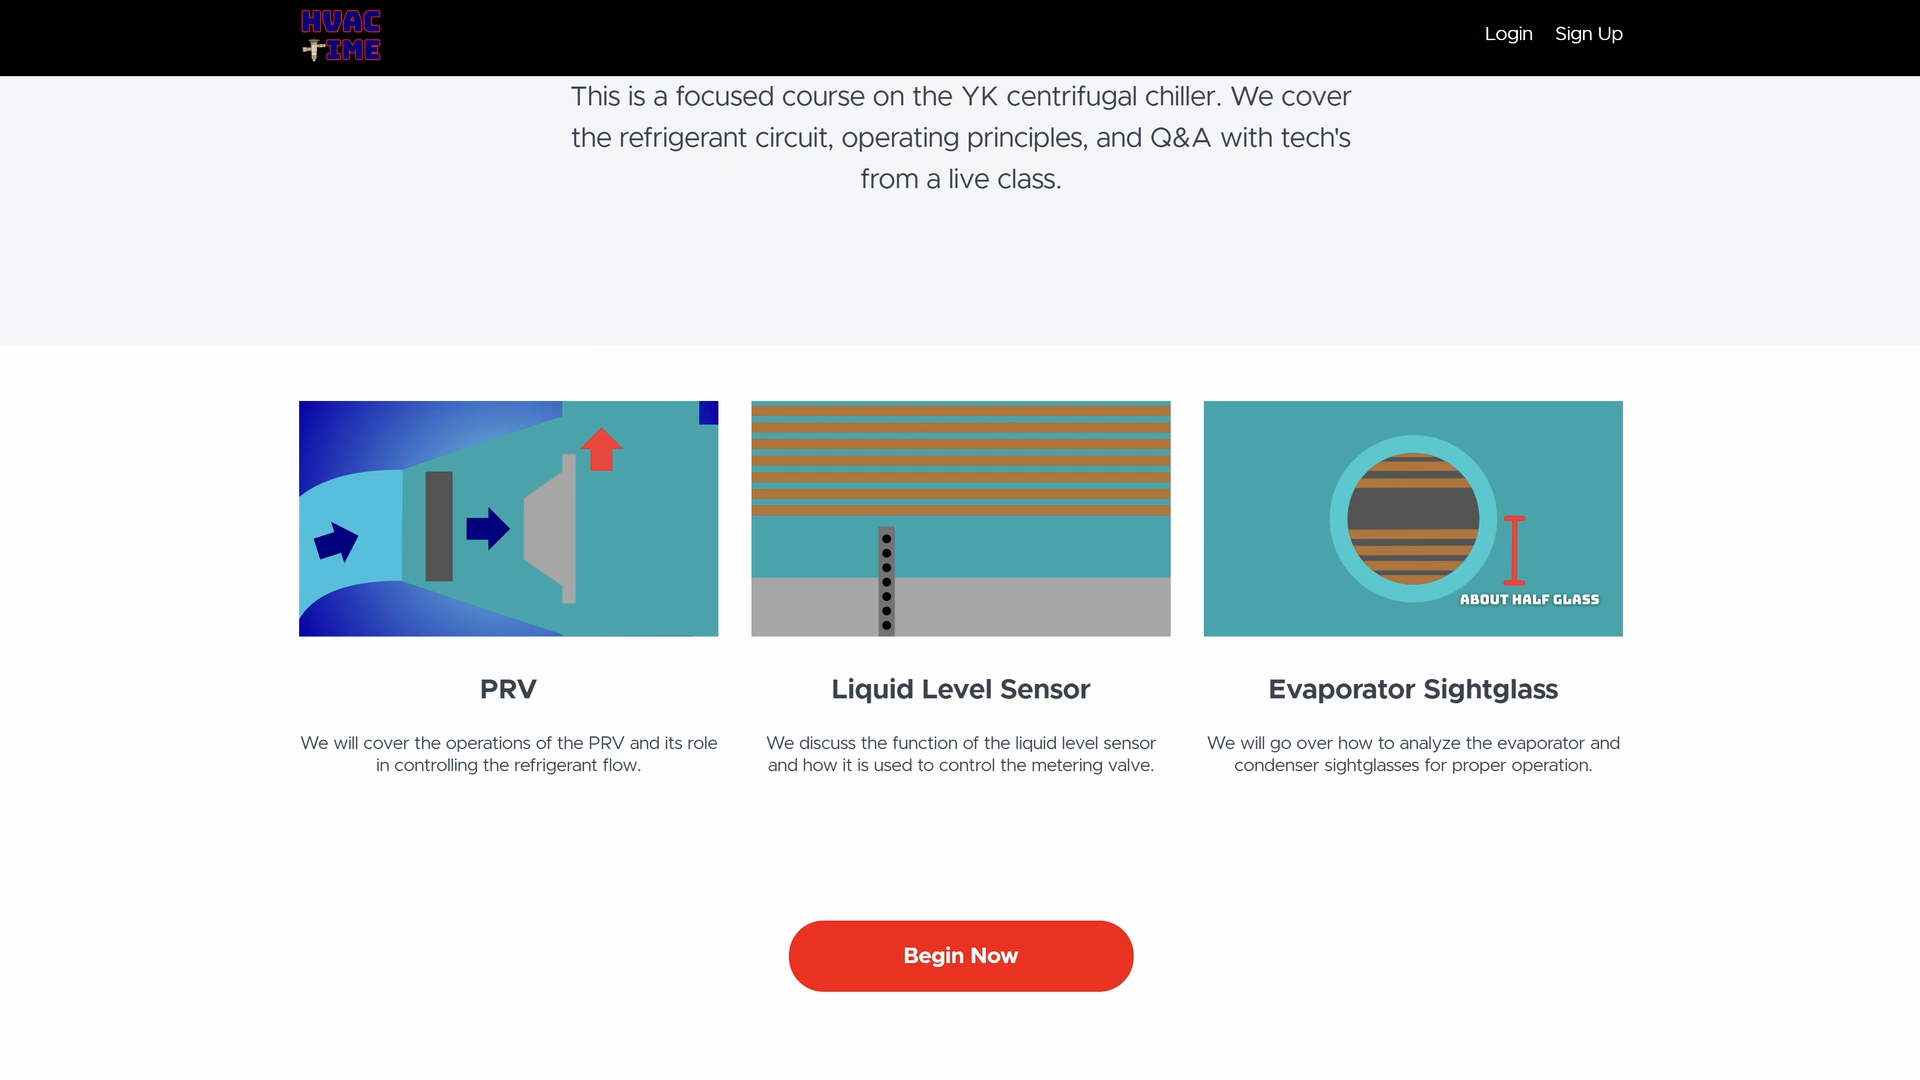 HVAC
TIME
Login
Sign Up
This is a focused course on the YK centrifugal chiller. We cover
the refrigerant circuit, operating principles, and Q&A with tech's
from a live class.
ABOUT HALF GLASS
PRV
We will cover the operations of the PRV and its role
in controlling the refrigerant flow.
Liquid Level Sensor
We discuss the function of the liquid level sensor
and how it is used to control the metering valve.
Evaporator Sightglass
We will go over how to analyze the evaporator and
condenser sightglasses for proper operation.
Begin Now